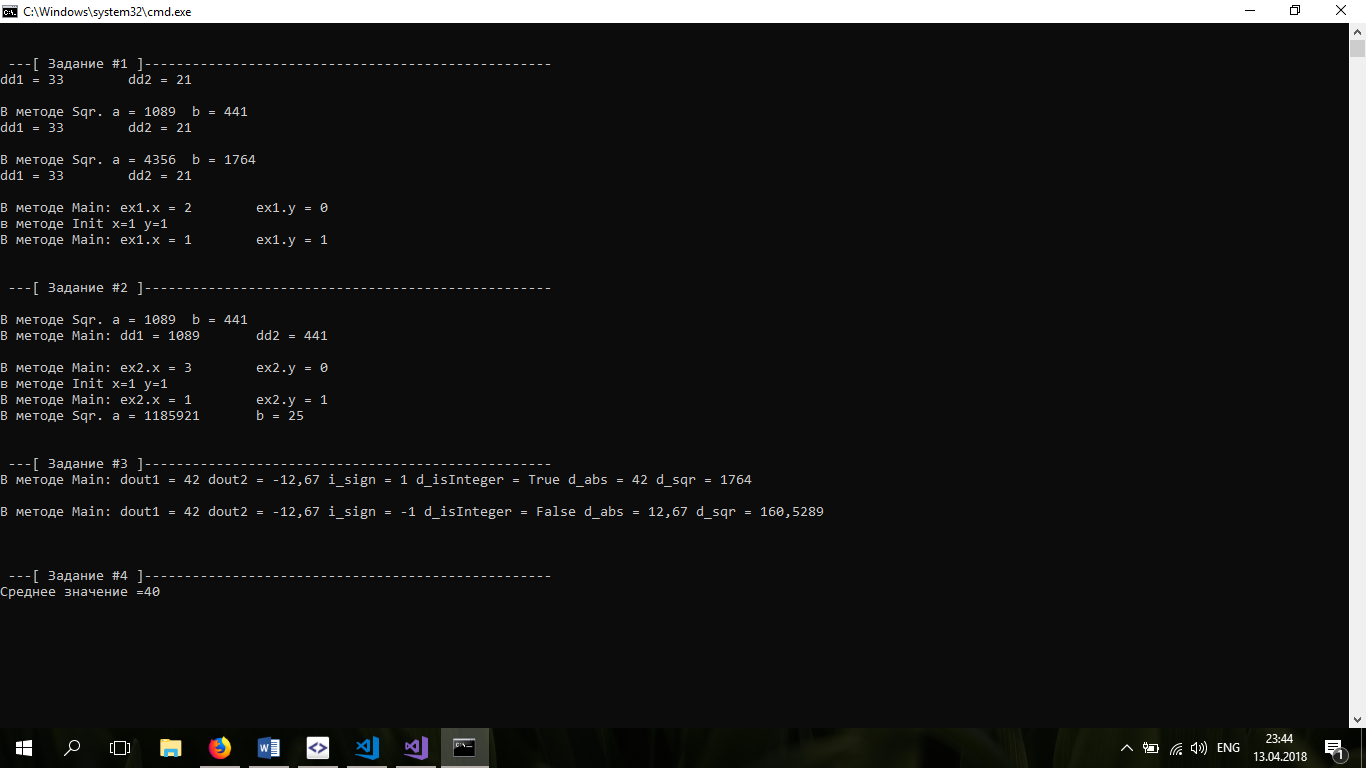 C:\Windows\system32\cmd.exe
---[ Задание #1 ]---------------------------------------------------
dd1 = 33 dd2 = 21
В методе Sqr. a = 1089 b = 441
dd1 = 33 dd2 = 21
В методе Sqr. a = 4356 b = 1764
dd1 = 33 dd2 = 21
В методе Main: ex1.x = 2 ex1.y = 0
в методе Init x=1 y=1
В методе Main: ex1.x = 1 ex1.y = 1
---[ Задание #2 ]---------------------------------------------------
В методе Sqr. a = 1089 b = 441
В методе Main: dd1 = 1089 dd2 = 441
В методе Main: ex2.x = 3 ex2.y = 0
в методе Init x=1 y=1
В методе Main: ex2.x = 1 ex2.y = 1
В методе Sqr. a = 1185921 b = 25
---[ Задание #3 ]---------------------------------------------------
В методе Main: dout1 = 42 dout2 = -12,67 i_sign = 1 d_isInteger = True d_abs = 42 d_sqr = 1764
В методе Main: dout1 = 42 dout2 = -12,67 i_sign = -1 d_isInteger = False d_abs = 12,67 d_sqr = 160,5289
---[ Задание #4 ]---------------------------------------------------
Среднее значение =40
ENG
23:44
13.04.2018
1